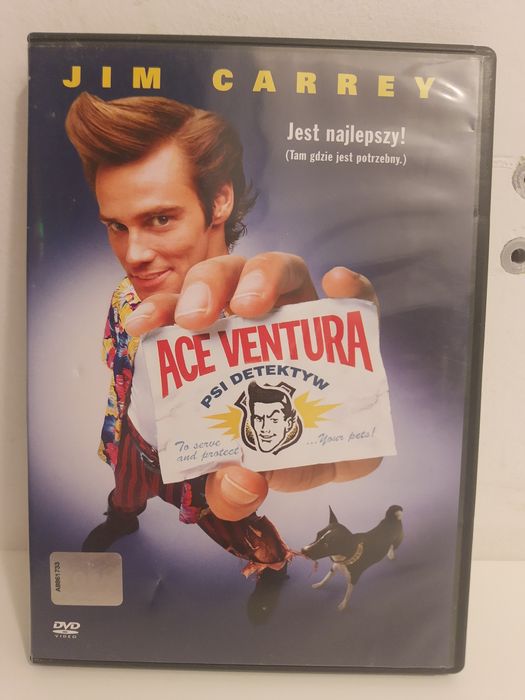 JIM CARREY
Jest najlepszy!
(Tam gdzie jest potrzebny.)
ACE VENTURA
PSI DETEKTYW
To serve
and protect
...Your pets!
A8861733
DVD
VIDEO